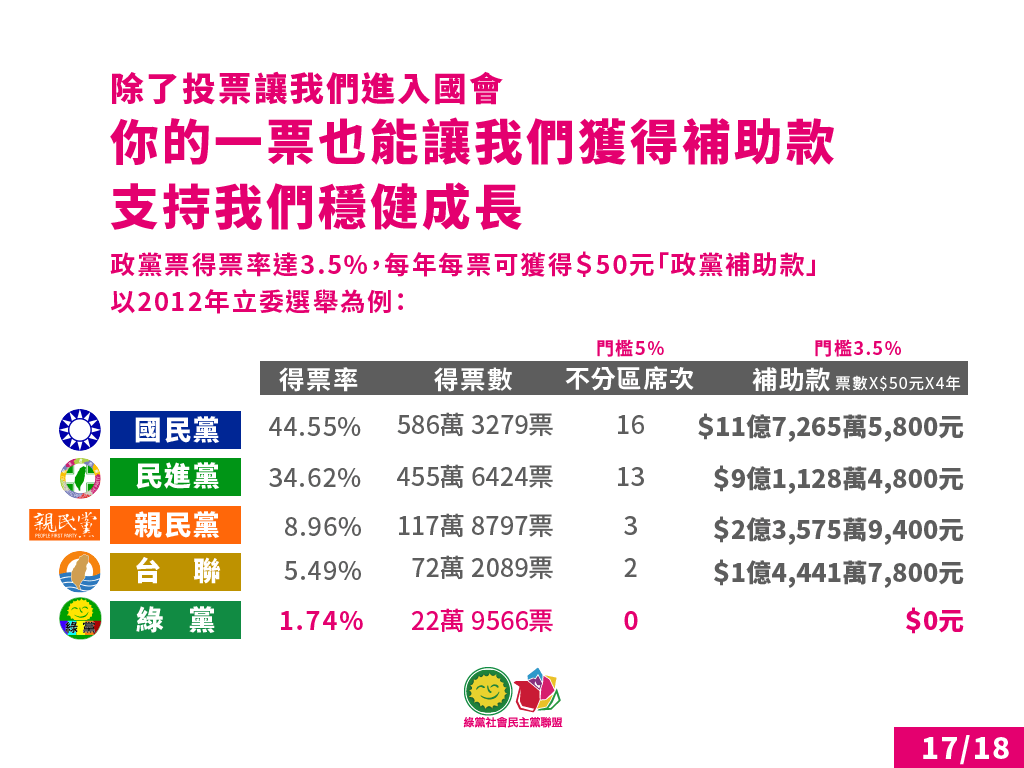 除了投票讓我們進入國會
你的一票也能讓我們獲得補助款
支持我們穩健成長
政黨票得票率達3.5%,每年每票可獲得$50元「政黨補助款」
以2012年立委選舉為例:
門檻5% 門檻3.5%
得票率 得票數 不分區席次 補助款 票數X$50元X4年
國民黨 44.55% 586萬 3279票 16 $11億7,265萬5,800元
民進黨 34.62% 455萬 6424票 13 $9億1,128萬4,800元
親民黨 PEOPLE FIRST PARTY 親民黨 8.96% 117萬 8797票 3 $2億3,575萬9,400元
台 聯 5.49% 72萬 2089票 2 $1億4,441萬7,800元
綠 黨 綠 黨 1.74% 22萬 9566票 0 $0元
綠黨社會民主黨聯盟
17/18